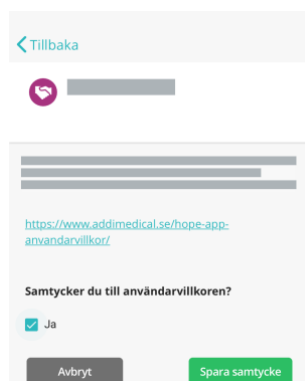 Tillbaka
https://www.addimedical.se/hope-app-
anvandarvillkor/
Samtycker du till användarvillkoren?
Ja
Avbryt
Spara samtycke